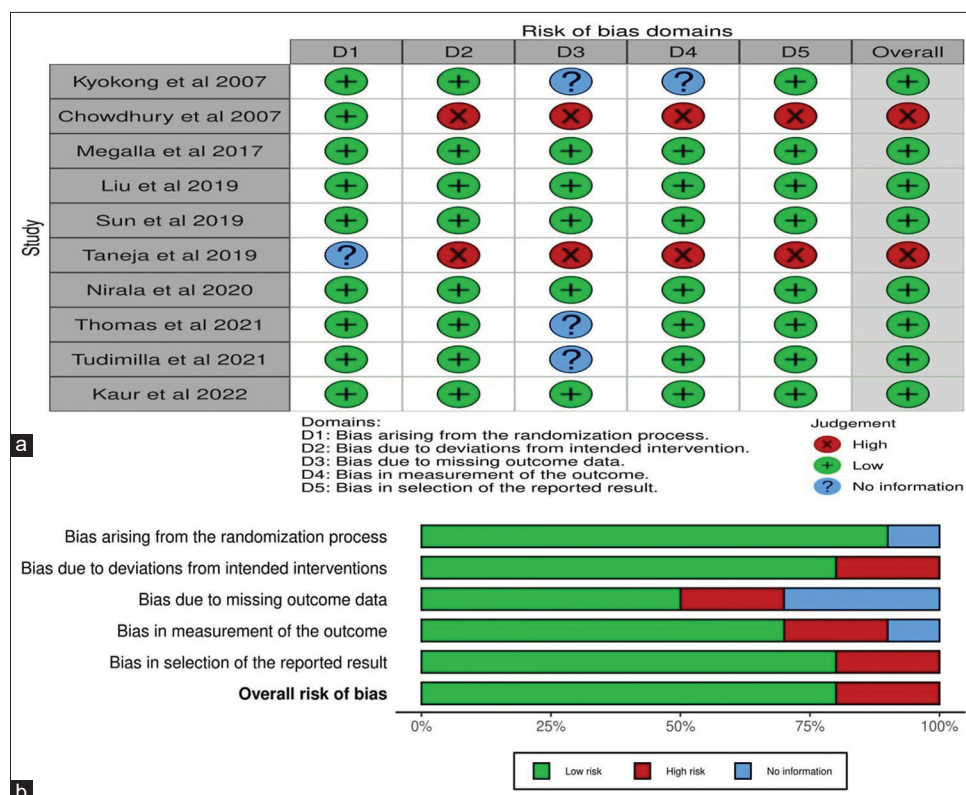 Risk of bias domains
D1 D2 D3 D4 D5 Overall
Study
Kyokong et al 2007 + + ? ? + +
Chowdhury et al 2007 + X X X X X
Megalla et al 2017 + + + + + +
Liu et al 2019 + + + + + +
Sun et al 2019 + + + + + +
Taneja et al 2019 ? X X X X X
Nirala et al 2020 + + + + + +
Thomas et al 2021 + + ? + + +
Tudimilla et al 2021 + + ? + + +
Kaur et al 2022 + + + + + +
Domains:
D1: Bias arising from the randomization process.
D2: Bias due to deviations from intended intervention.
D3: Bias due to missing outcome data.
D4: Bias in measurement of the outcome.
D5: Bias in selection of the reported result.
Judgement
X High
+ Low
? No information
a
Bias arising from the randomization process
Bias due to deviations from intended interventions
Bias due to missing outcome data
Bias in measurement of the outcome
Bias in selection of the reported result
Overall risk of bias
0% 25% 50% 75% 100%
Low risk High risk No information
b